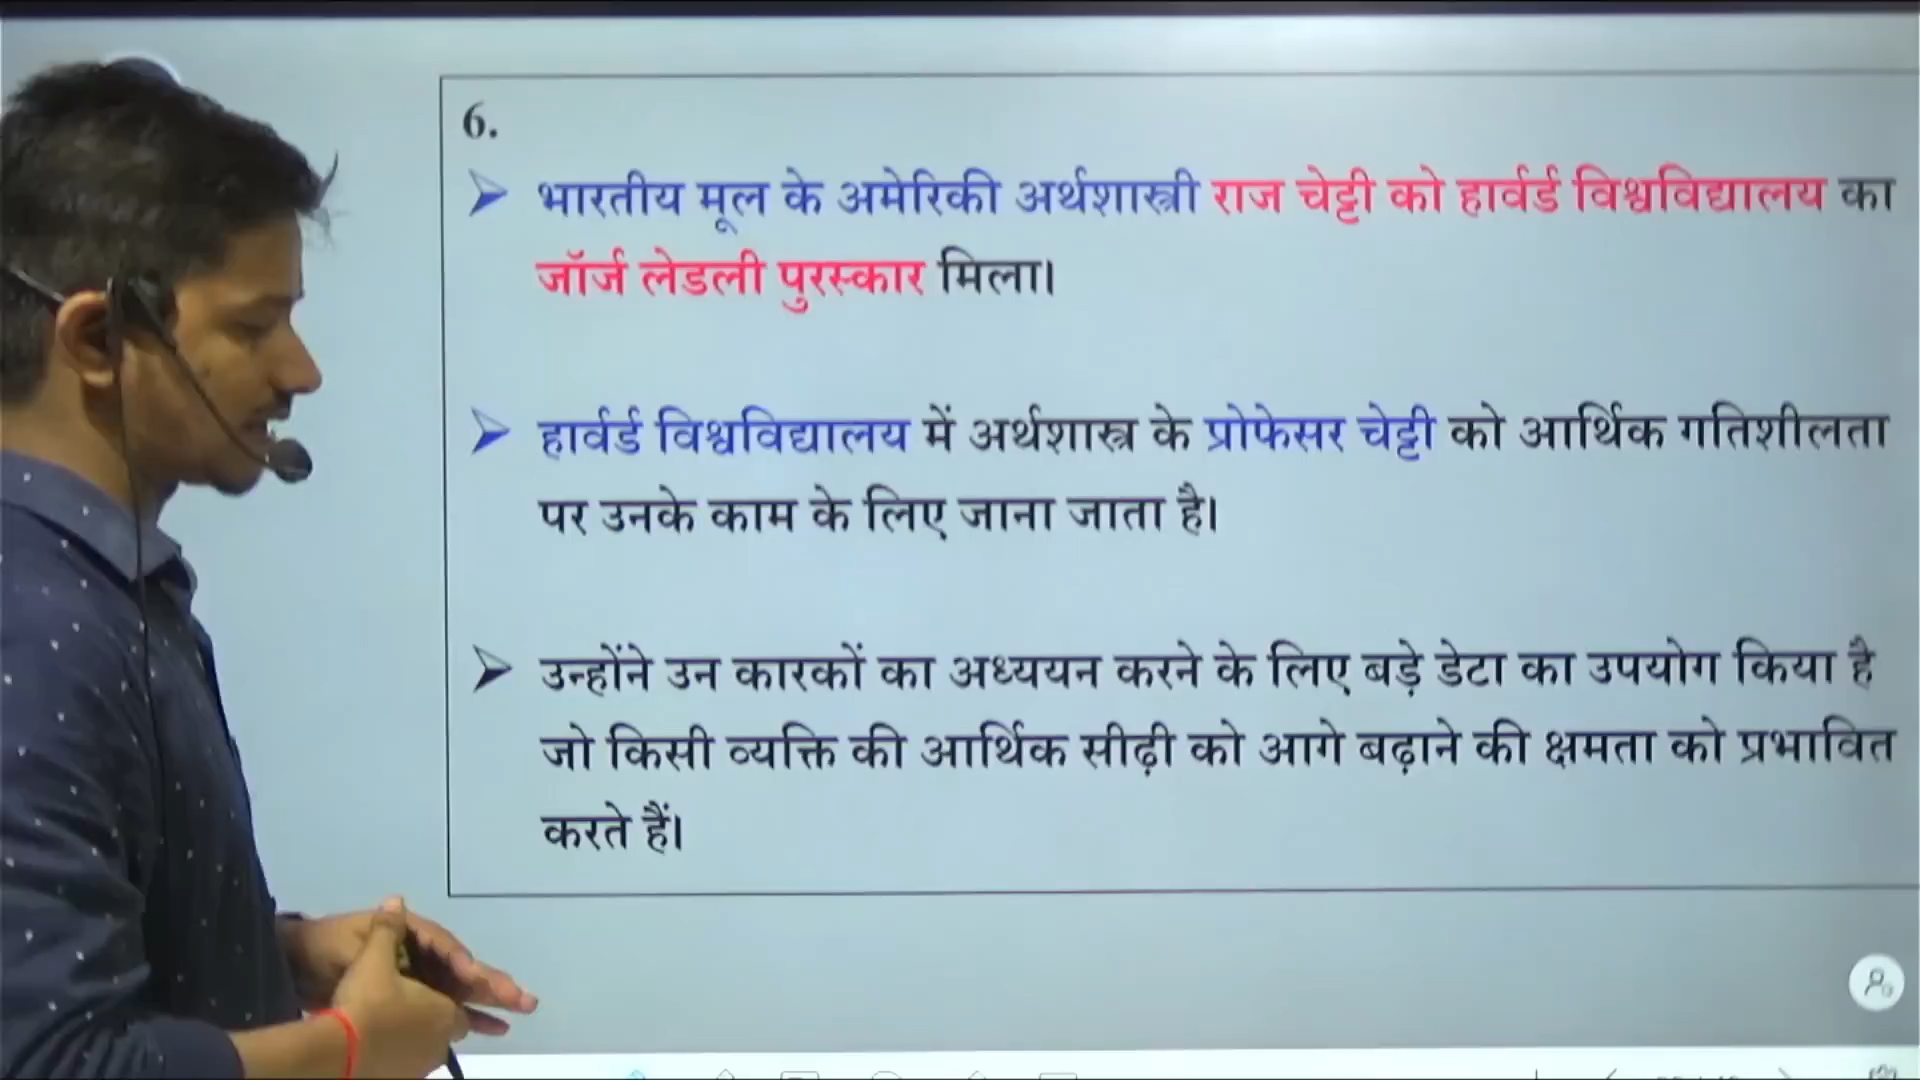 6.
➤ भारतीय मूल के अमेरिकी अर्थशास्त्री राज चेट्टी को हार्वर्ड विश्वविद्यालय का
जॉर्ज लेडली पुरस्कार मिला।
➤ हार्वर्ड विश्वविद्यालय में अर्थशास्त्र के प्रोफेसर चेट्टी को आर्थिक गतिशीलता
पर उनके काम के लिए जाना जाता है।
➤ उन्होंने उन कारकों का अध्ययन करने के लिए बड़े डेटा का उपयोग किया है
जो किसी व्यक्ति की आर्थिक सीढ़ी को आगे बढ़ाने की क्षमता को प्रभावित
करते हैं।